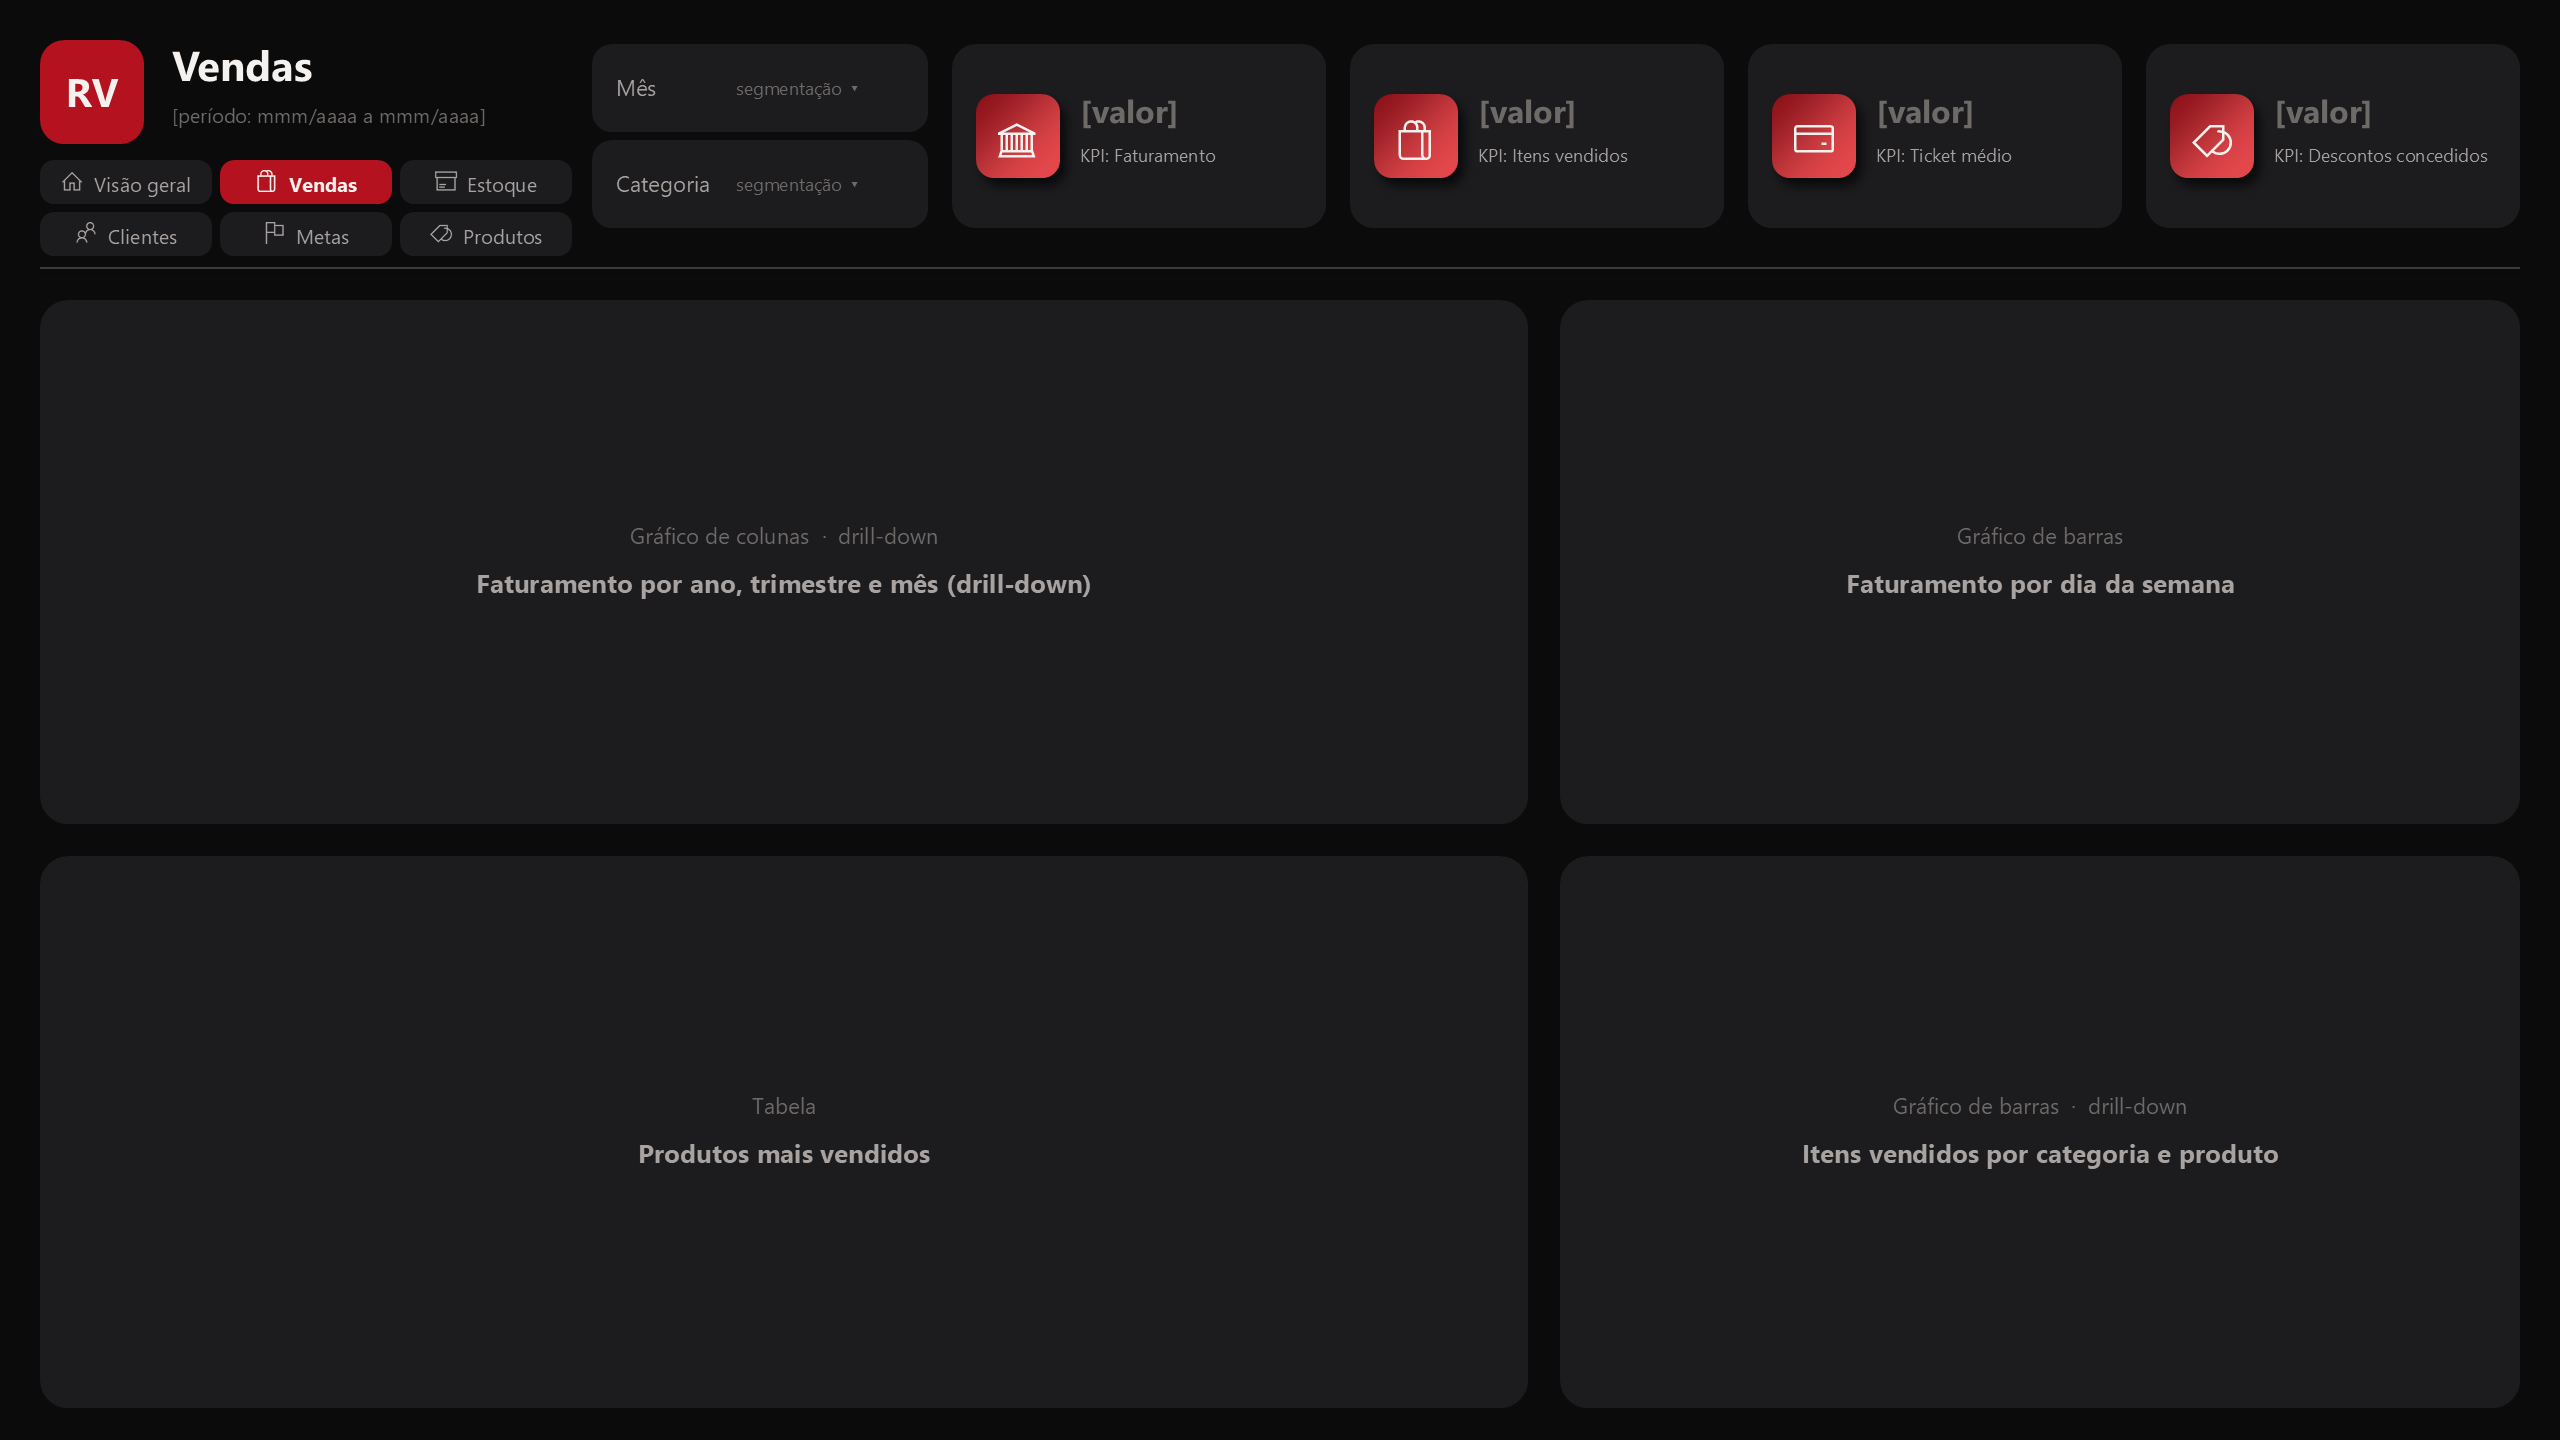 RV
Vendas
[período: mmm/aaaa a mmm/aaaa]
Visão geral
Vendas
Estoque
Clientes
Metas
Produtos
Mês segmentação ▾
Categoria segmentação ▾
[valor]
KPI: Faturamento
[valor]
KPI: Itens vendidos
[valor]
KPI: Ticket médio
[valor]
KPI: Descontos concedidos
Gráfico de colunas · drill-down
Faturamento por ano, trimestre e mês (drill-down)
Gráfico de barras
Faturamento por dia da semana
Tabela
Produtos mais vendidos
Gráfico de barras · drill-down
Itens vendidos por categoria e produto